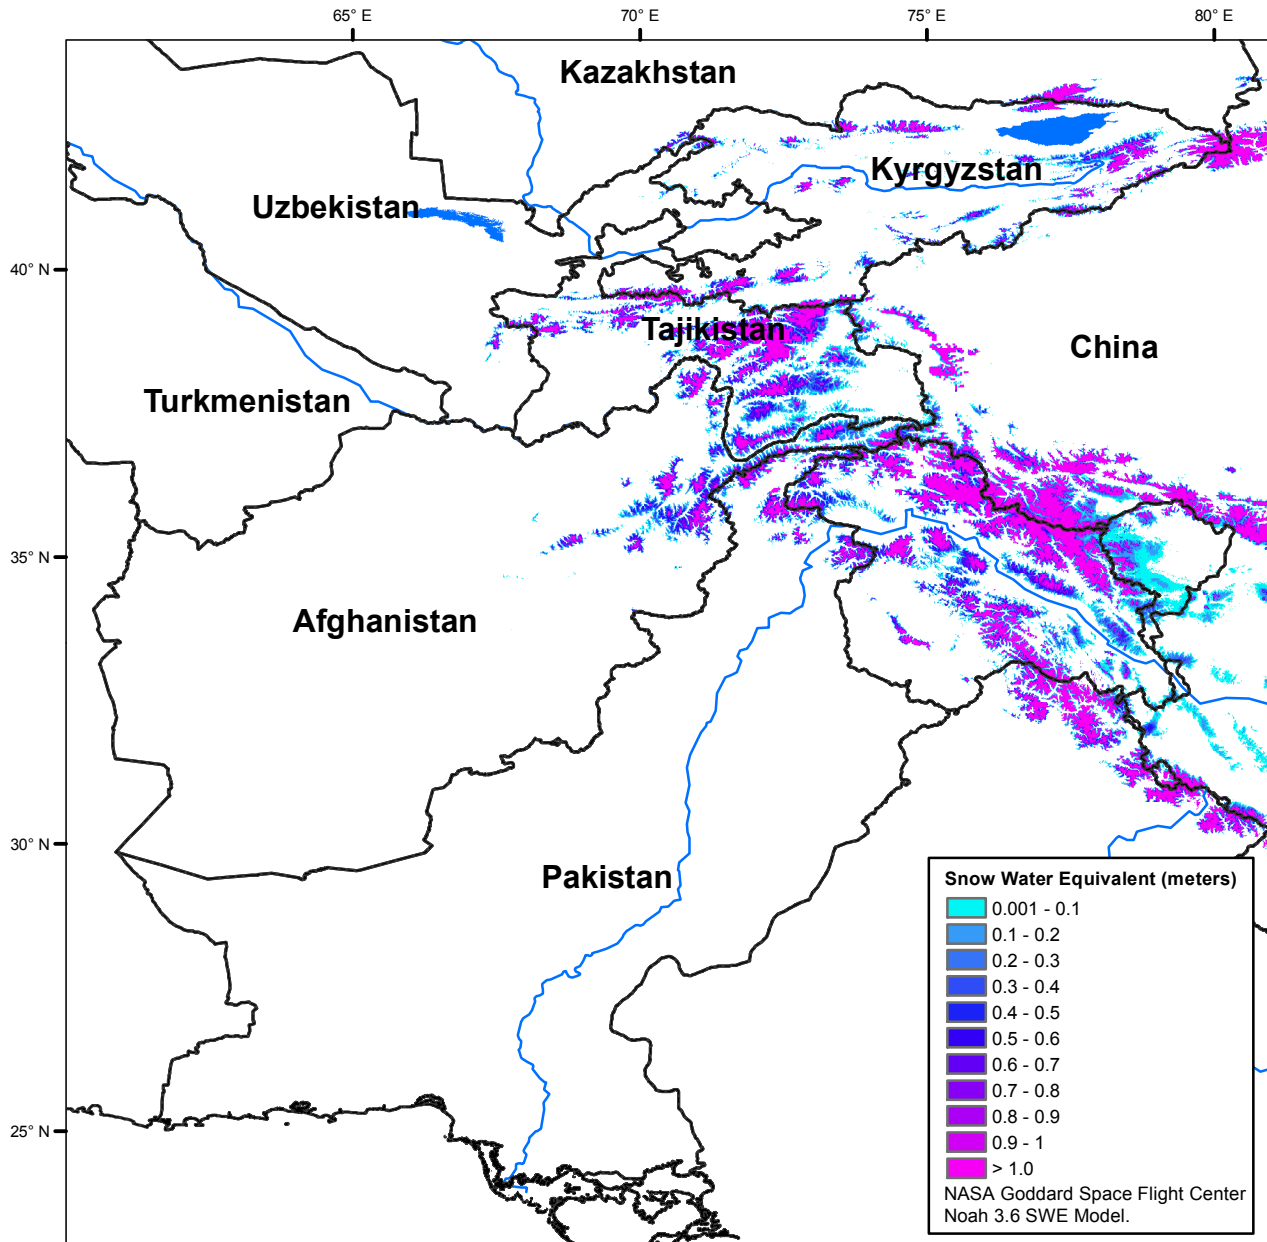 65° E
70° E
75° E
80° E
Kazakhstan
Kyrgyzstan
Uzbekistan
40° N
Tajikistan
China
Turkmenistan
35° N
Afghanistan
30° N
Pakistan
25° N
Snow Water Equivalent (meters)
0.001 - 0.1
0.1 - 0.2
0.2 - 0.3
0.3 - 0.4
0.4 - 0.5
0.5 - 0.6
0.6 - 0.7
0.7 - 0.8
0.8 - 0.9
0.9 - 1
> 1.0
NASA Goddard Space Flight Center
Noah 3.6 SWE Model.